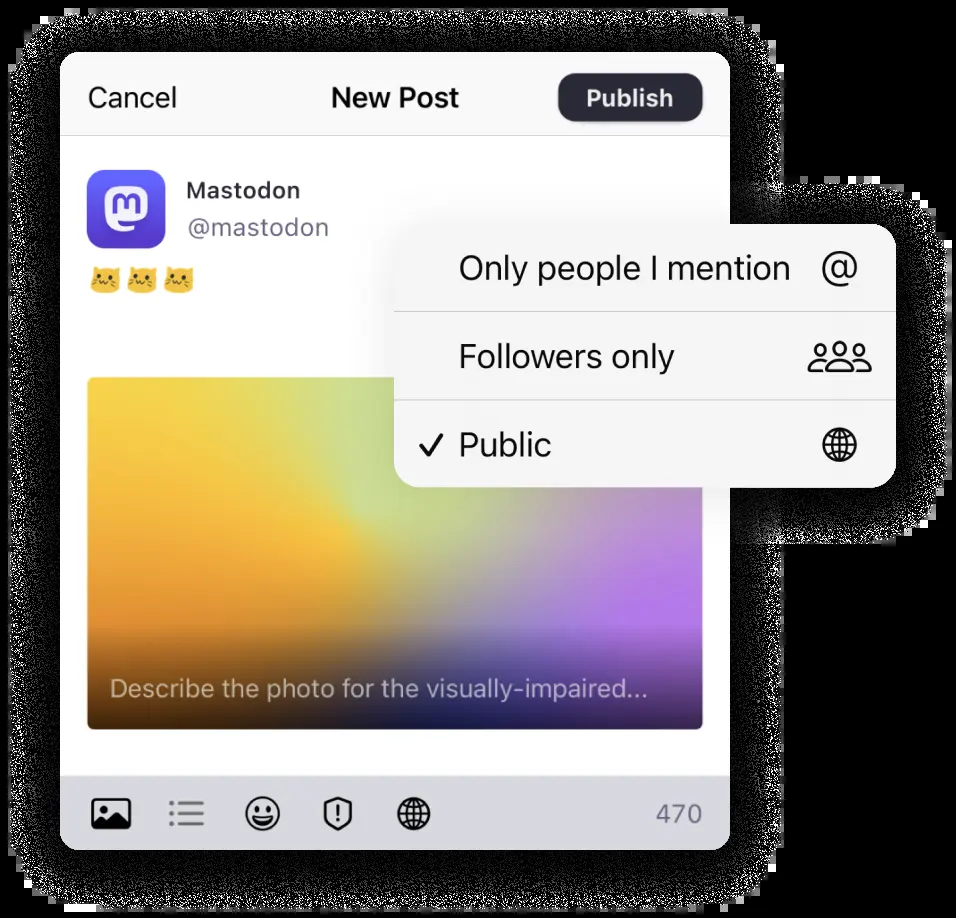 Cancel
New Post
Publish
Mastodon
@mastodon
Only people I mention @
Followers only
Public
Describe the photo for the visually-impaired...
470